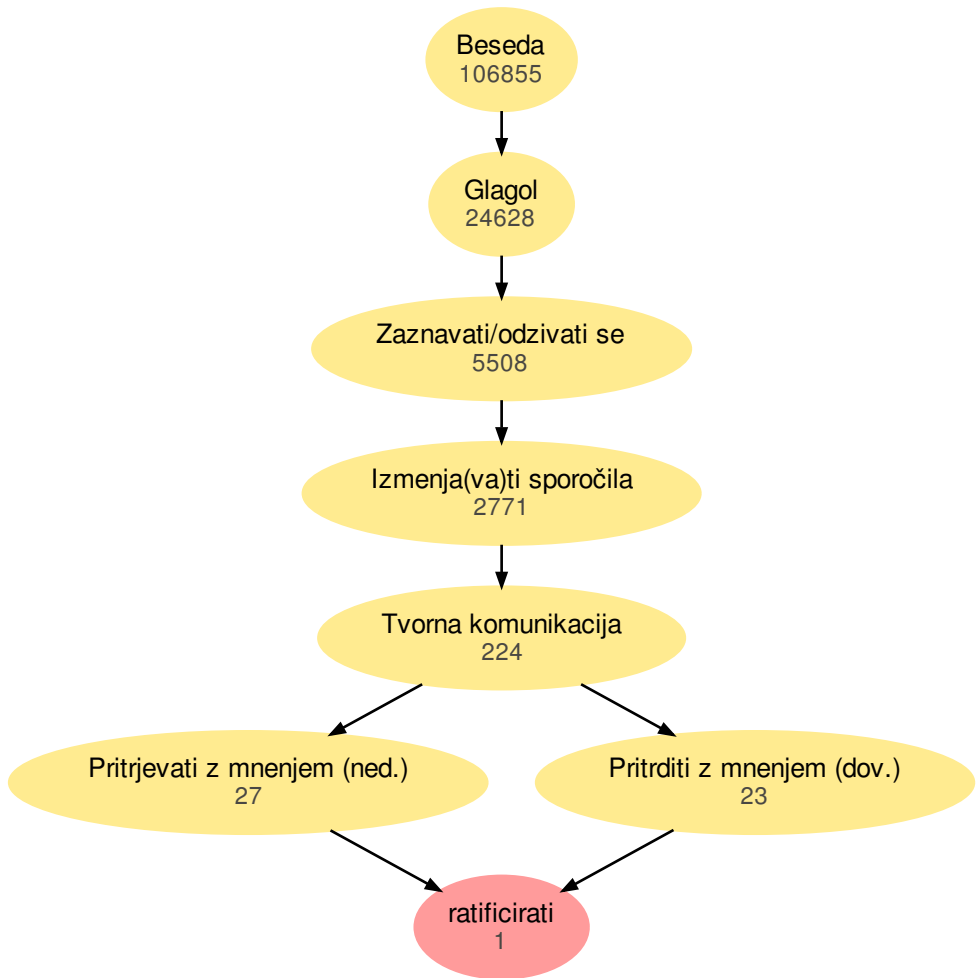 Beseda
106855
Glagol
24628
Zaznavati/odzivati se
5508
Izmenja(va)ti sporočila
2771
Tvorna komunikacija
224
Pritrjevati z mnenjem (ned.)
27
Pritrditi z mnenjem (dov.)
23
ratificirati
1